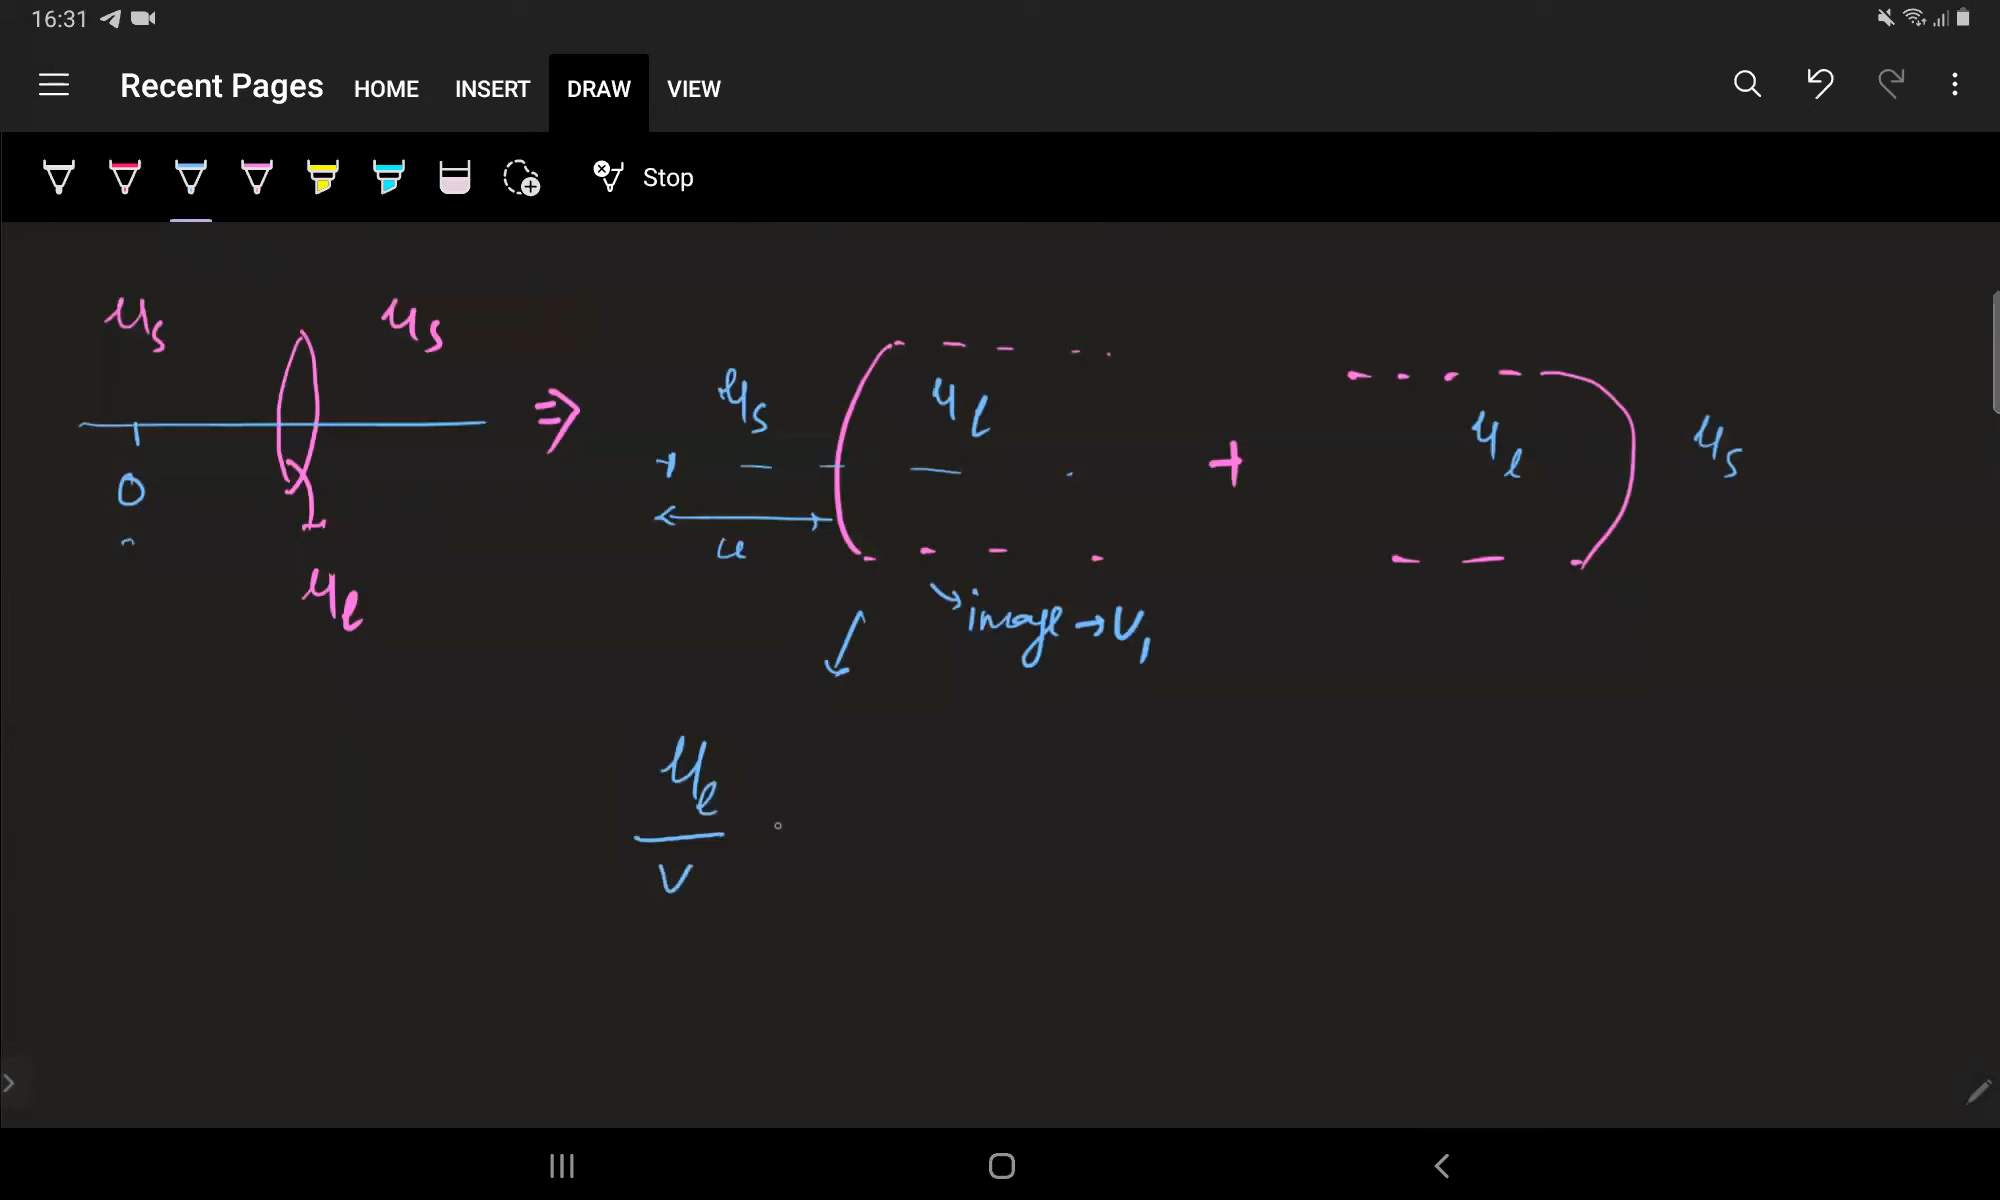 16:31
Recent Pages HOME INSERT DRAW VIEW
Stop
μs μs
O
μl
⇒
μs μl
u
image → V₁
+
μl μs
μl
V